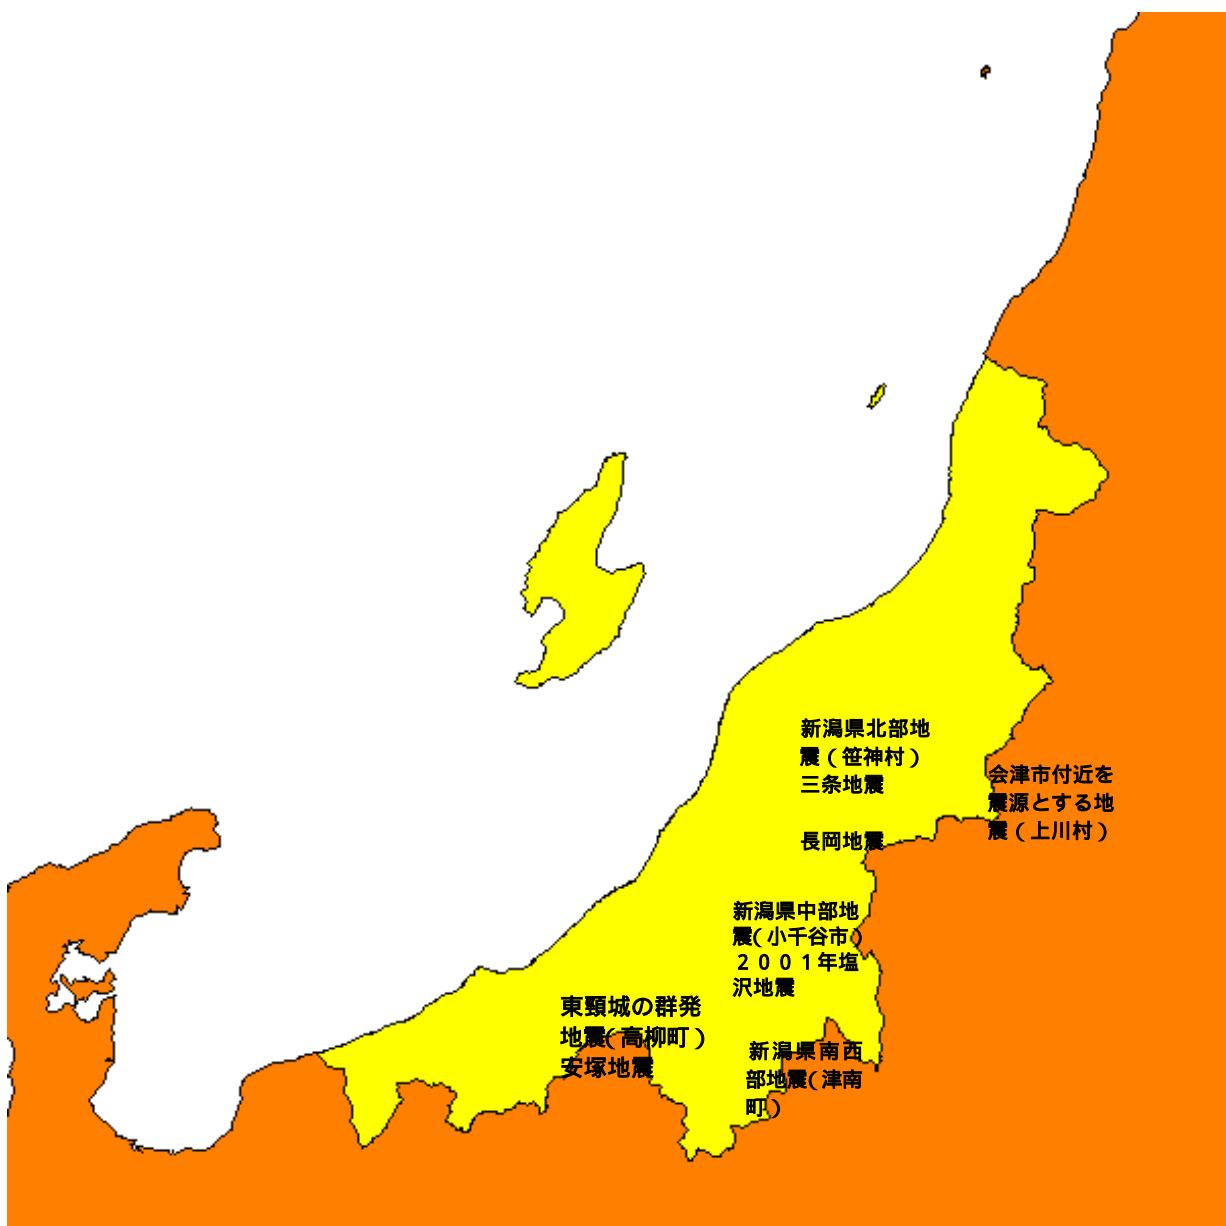 新潟県北部地
震（笹神村）
三条地震
会津市付近を
震源とする地
震（上川村）
長岡地震
新潟県中部地
震（小千谷市）
２００１年塩
沢地震
東頸城の群発
地震（高柳町）
安塚地震
新潟県南西
部地震（津南
町）